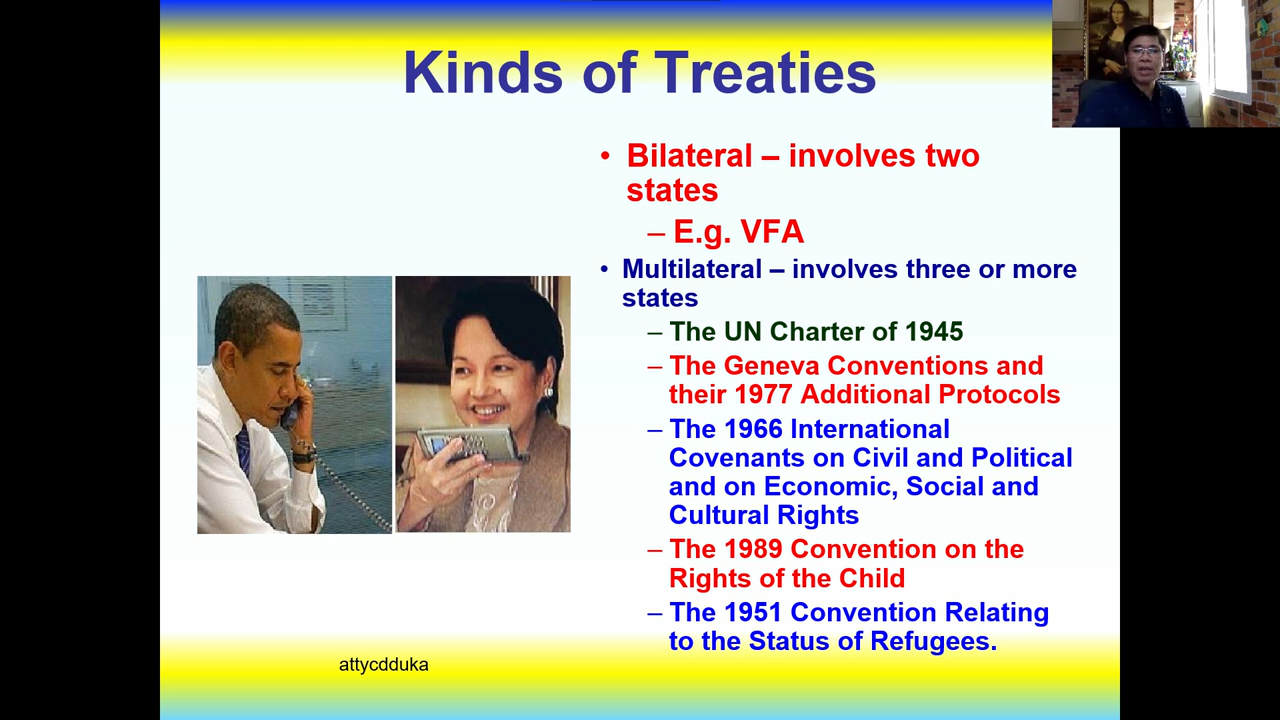 Kinds of Treaties
• Bilateral – involves two
states
– E.g. VFA
• Multilateral – involves three or more
states
– The UN Charter of 1945
– The Geneva Conventions and
their 1977 Additional Protocols
– The 1966 International
Covenants on Civil and Political
and on Economic, Social and
Cultural Rights
– The 1989 Convention on the
Rights of the Child
– The 1951 Convention Relating
to the Status of Refugees.
attycdduka